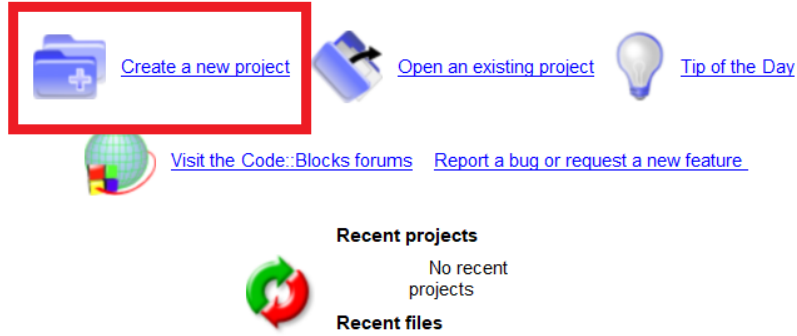 Create a new project Open an existing project Tip of the Day
Visit the Code::Blocks forums Report a bug or request a new feature
Recent projects
No recent
projects
Recent files